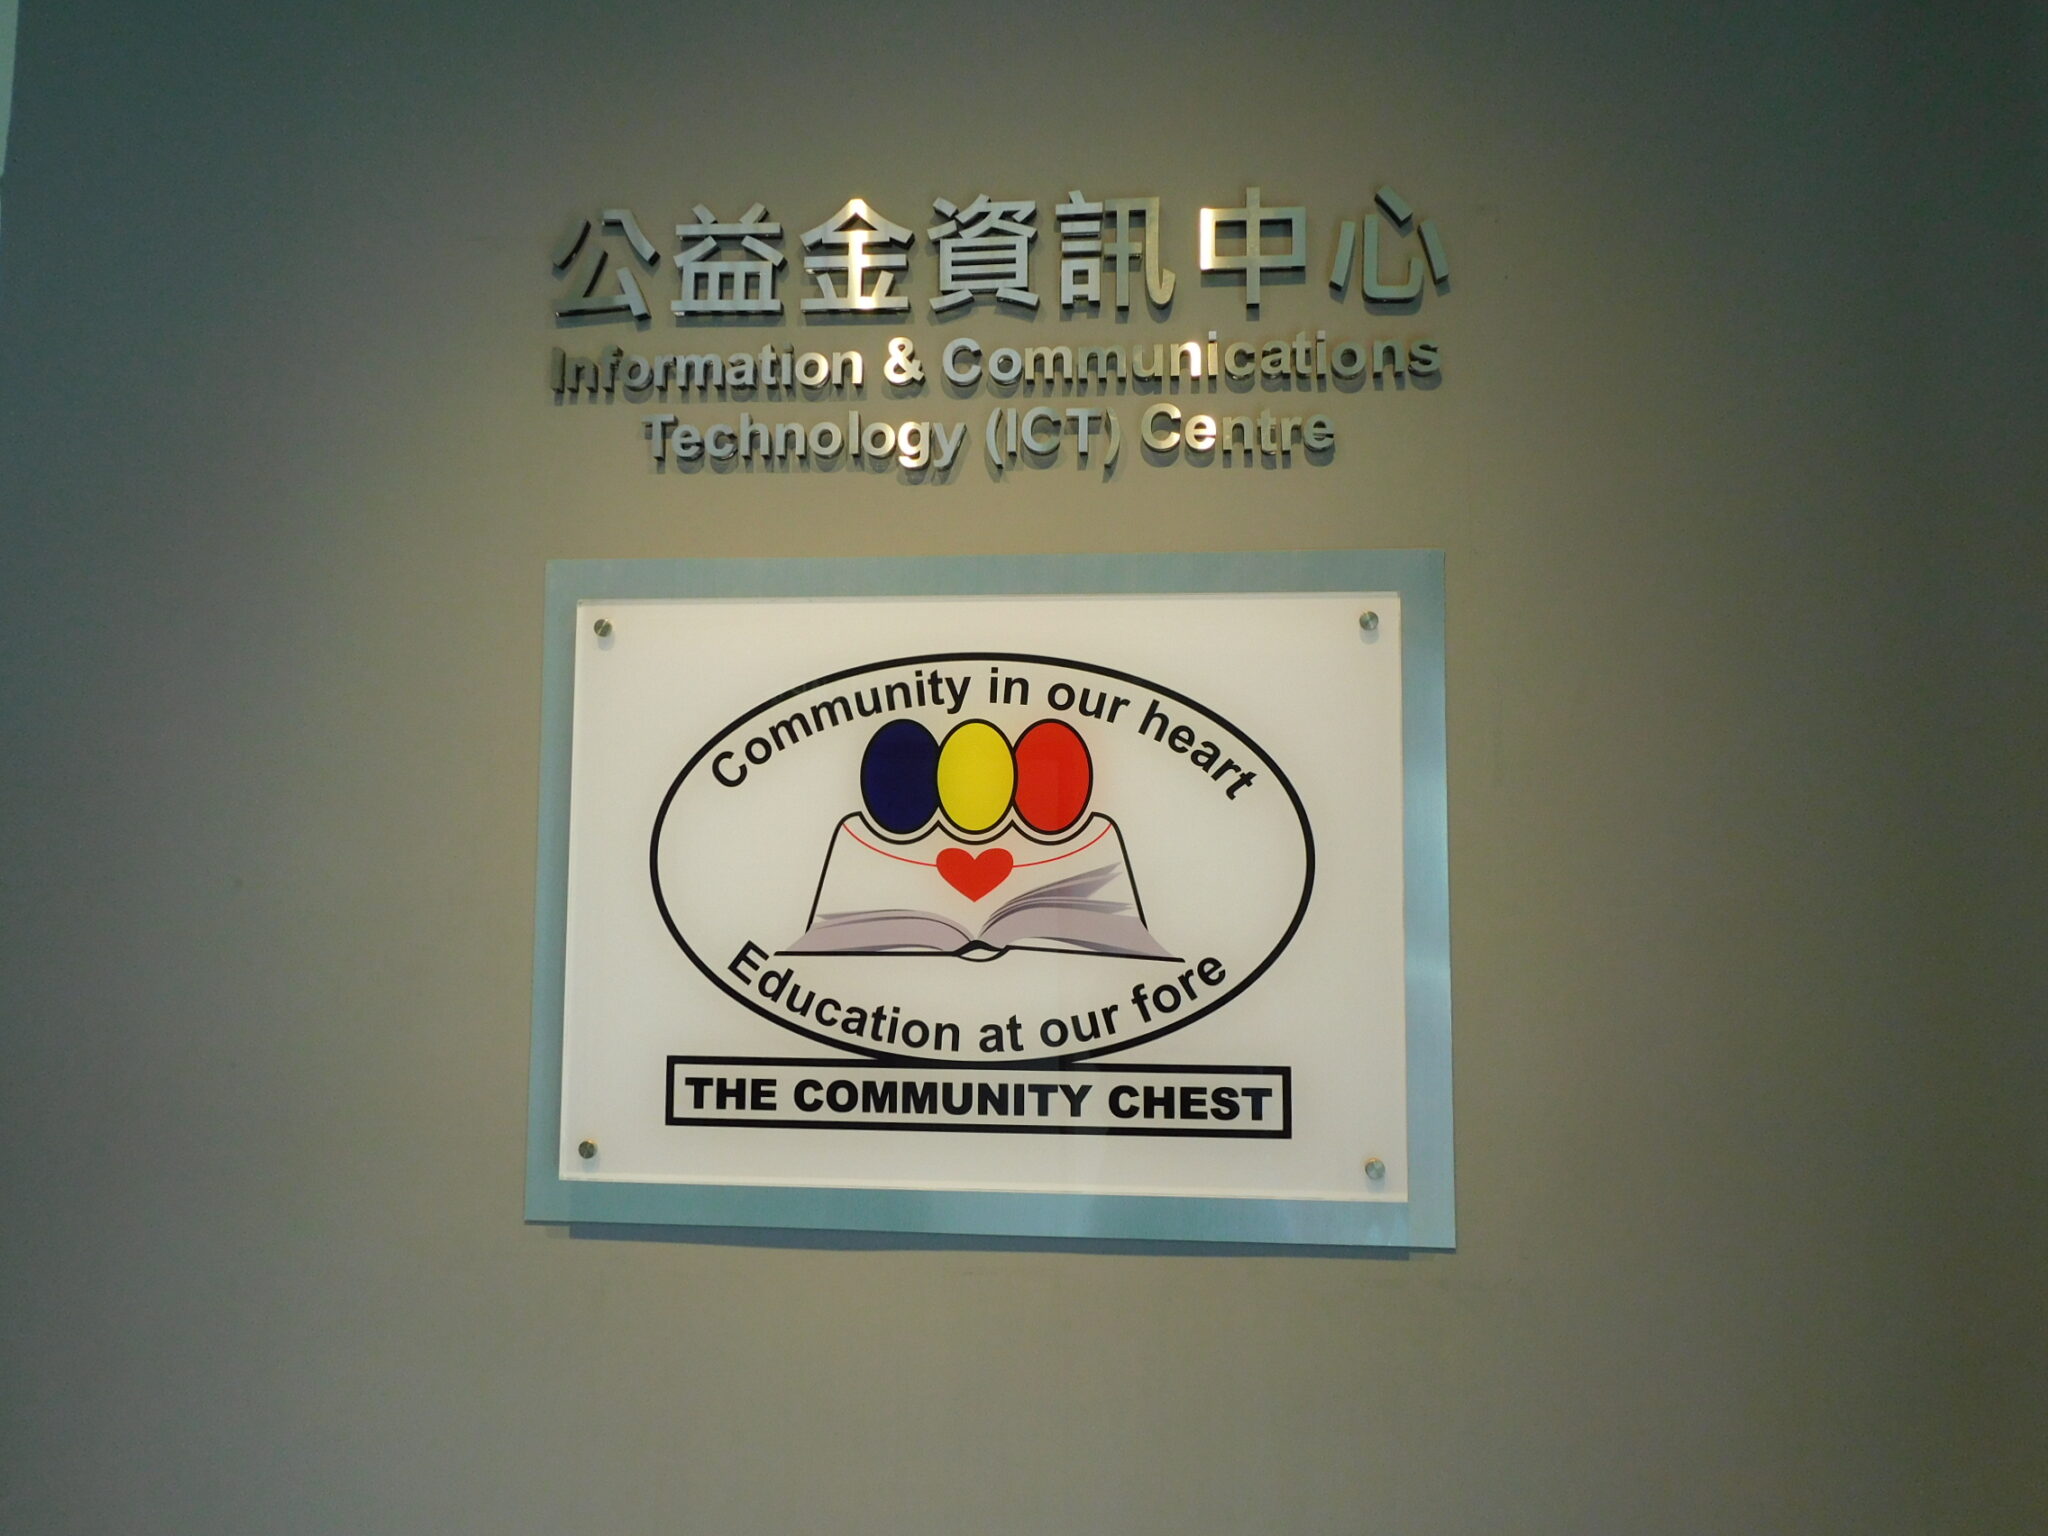 公益金資訊中心
Information & Communications
Technology (ICT) Centre
Community in our heart
Education at our fore
THE COMMUNITY CHEST